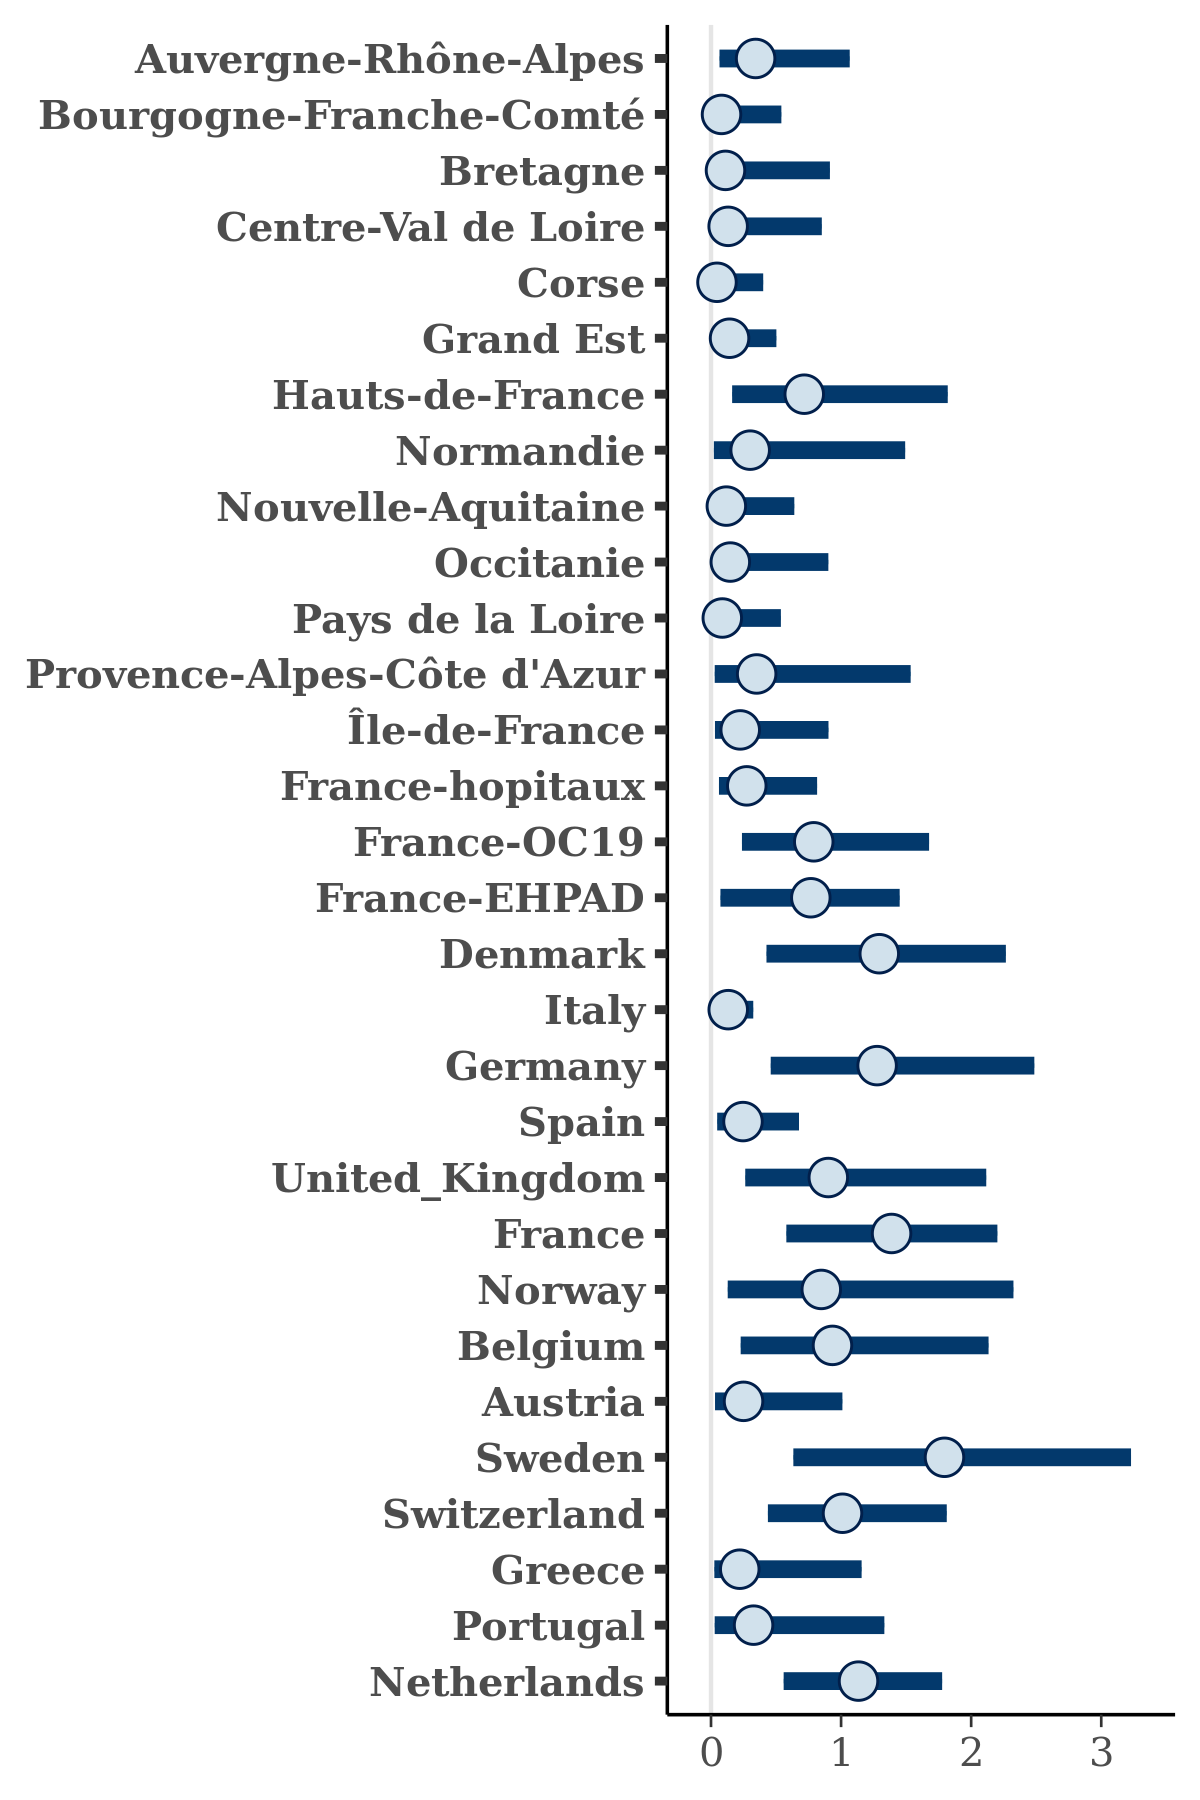 Auvergne-Rhône-Alpes
Bourgogne-Franche-Comté
Bretagne
Centre-Val de Loire
Corse
Grand Est
Hauts-de-France
Normandie
Nouvelle-Aquitaine
Occitanie
Pays de la Loire
Provence-Alpes-Côte d'Azur
Île-de-France
France-hopitaux
France-OC19
France-EHPAD
Denmark
Italy
Germany
Spain
United_Kingdom
France
Norway
Belgium
Austria
Sweden
Switzerland
Greece
Portugal
Netherlands
0 1 2 3